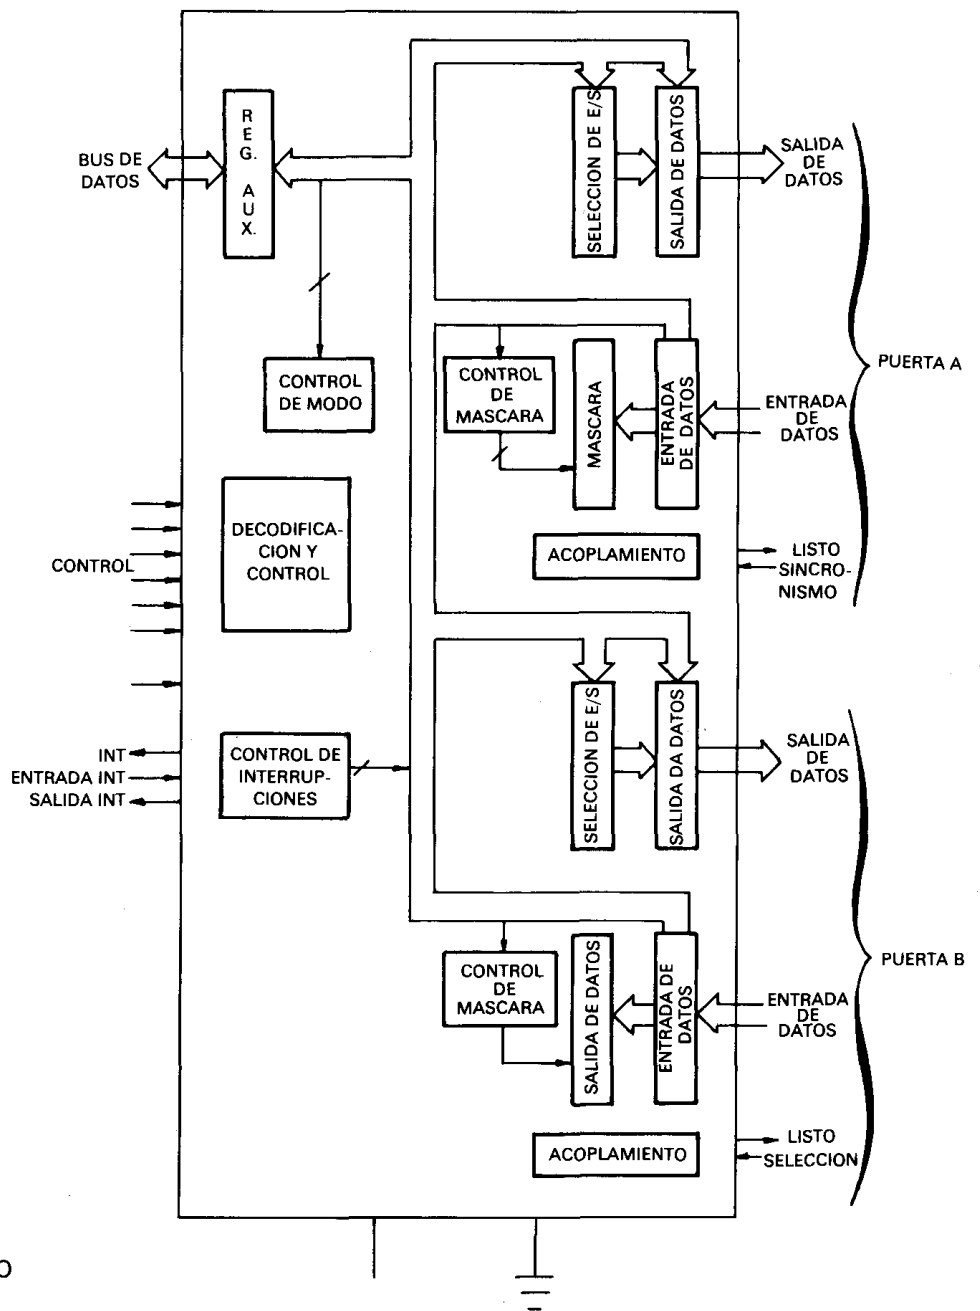 REG. AUX.
BUS DE
DATOS
SELECCION DE E/S
SALIDA DE DATOS
SALIDA
DE
DATOS
CONTROL
DE MODO
CONTROL
DE
MASCARA
MASCARA
ENTRADA
DE DATOS
ENTRADA
DE
DATOS
PUERTA A
DECODIFICA-
CION Y
CONTROL
CONTROL
ACOPLAMIENTO
LISTO
SINCRO-
NISMO
SELECCION DE E/S
SALIDA DA DATOS
SALIDA
DE
DATOS
INT
ENTRADA INT
SALIDA INT
CONTROL DE
INTERRUP-
CIONES
CONTROL
DE
MASCARA
SALIDA DE DATOS
ENTRADA DE
DATOS
ENTRADA
DE
DATOS
PUERTA B
ACOPLAMIENTO
LISTO
SELECCION